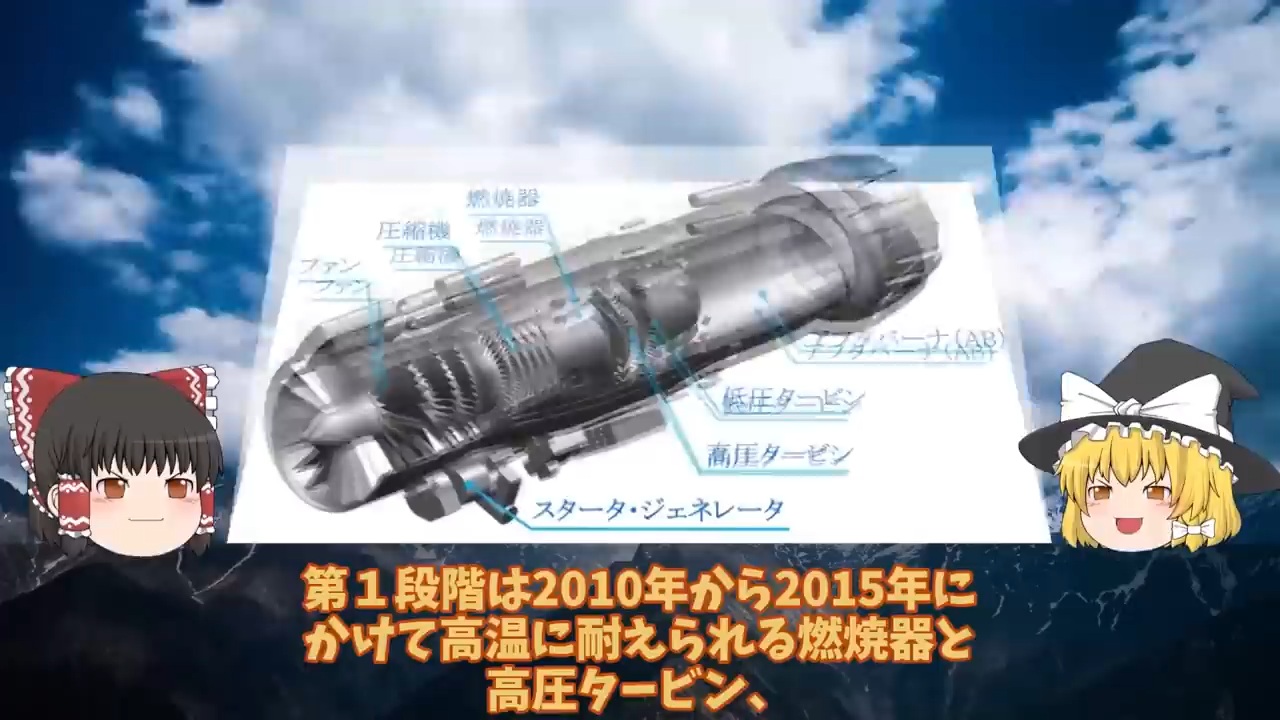 燃焼器
燃焼器
圧縮機
圧縮機
ファン
ファン
アフタバーナ(AB)
アフタバーナ(AB)
低圧タービン
高圧タービン
スタータ・ジェネレータ
第１段階は2010年から2015年に
かけて高温に耐えられる燃焼器と
高圧タービン、